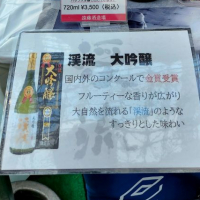 720ml ¥3,500（税込）
渓流 大吟醸
国内外のコンクールで金賞受賞
フルーティーな香りが広がり
大自然を流れる「渓流」のような
すっきりとした味わい
大吟醸